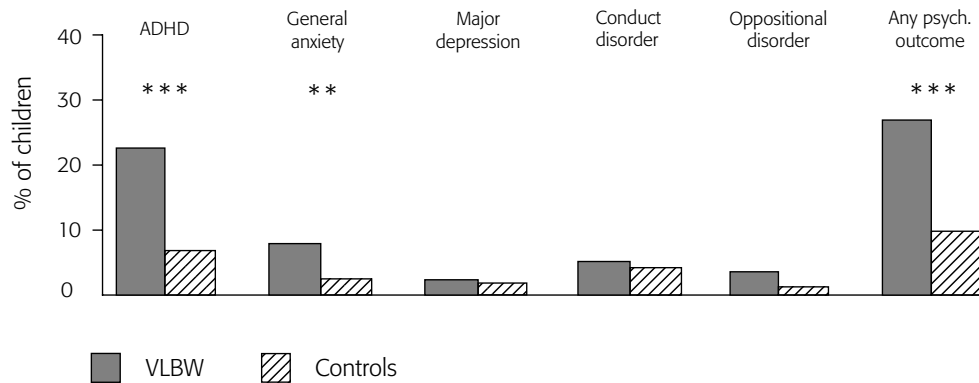 ADHD
General
anxiety
Major
depression
Conduct
disorder
Oppositional
disorder
Any psych.
outcome
***
**
***
% of children
40
30
20
10
0
VLBW
Controls